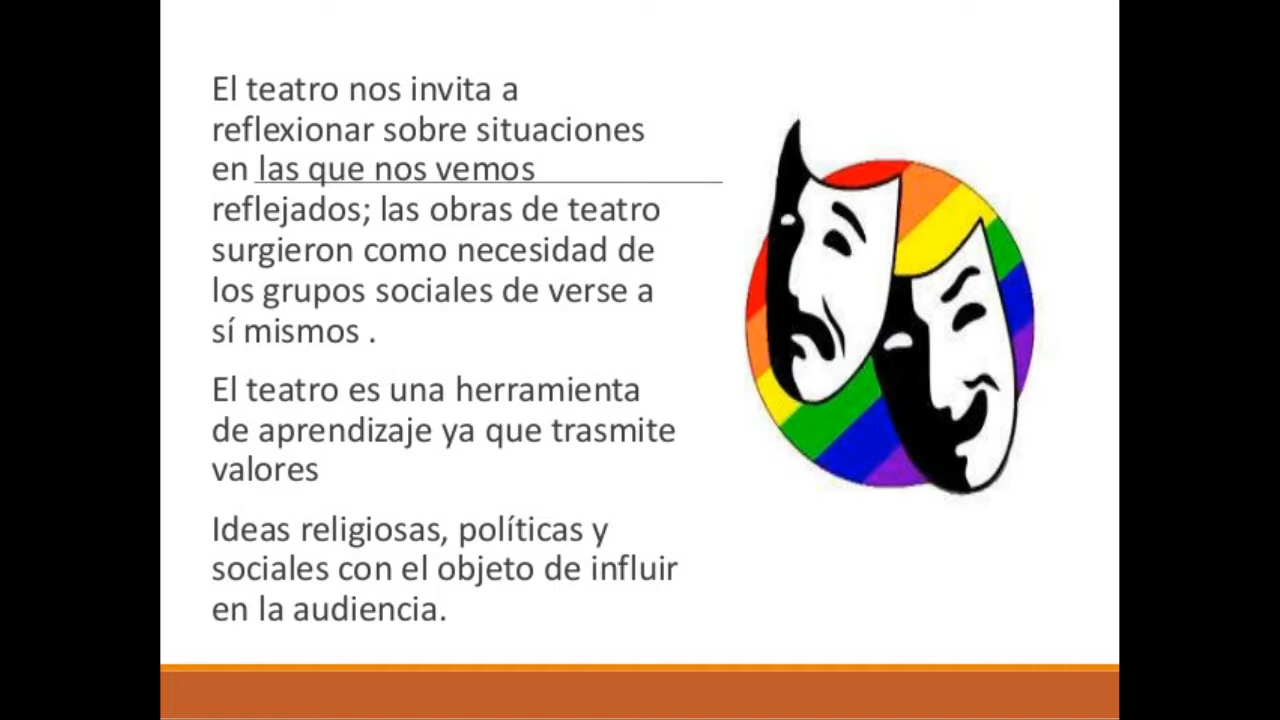 El teatro nos invita a
reflexionar sobre situaciones
en las que nos vemos
reflejados; las obras de teatro
surgieron como necesidad de
los grupos sociales de verse a
sí mismos .
El teatro es una herramienta
de aprendizaje ya que trasmite
valores
Ideas religiosas, políticas y
sociales con el objeto de influir
en la audiencia.